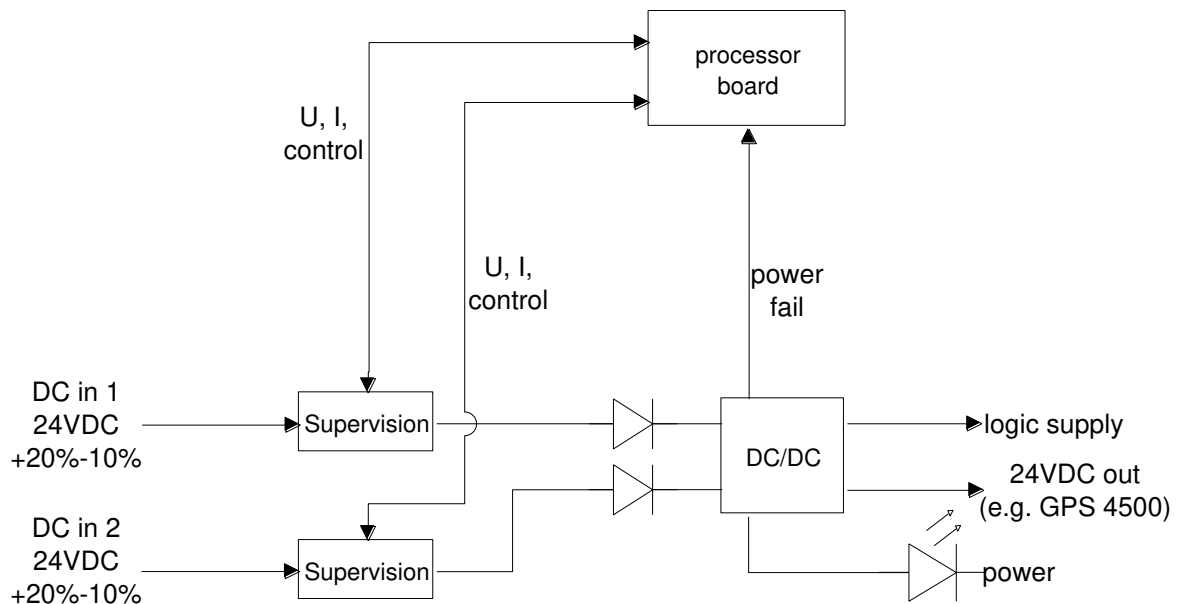 processor
board
U, I,
control
U, I,
control
power
fail
DC in 1
24VDC
+20%-10%
Supervision
DC/DC
logic supply
24VDC out
(e.g. GPS 4500)
DC in 2
24VDC
+20%-10%
Supervision
power